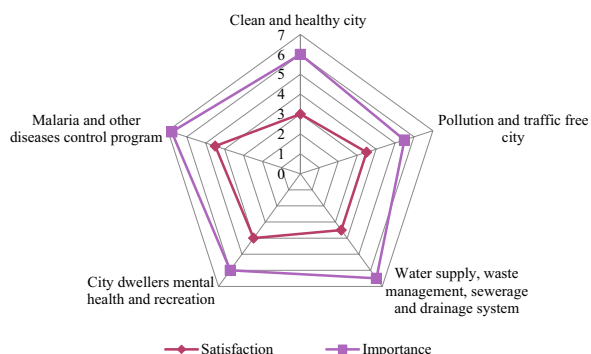 Clean and healthy city
7
6
5
4
3
2
1
0
Malaria and other
diseases control program
Pollution and traffic free
city
City dwellers mental
health and recreation
Water supply, waste
management, sewerage
and drainage system
Satisfaction
Importance